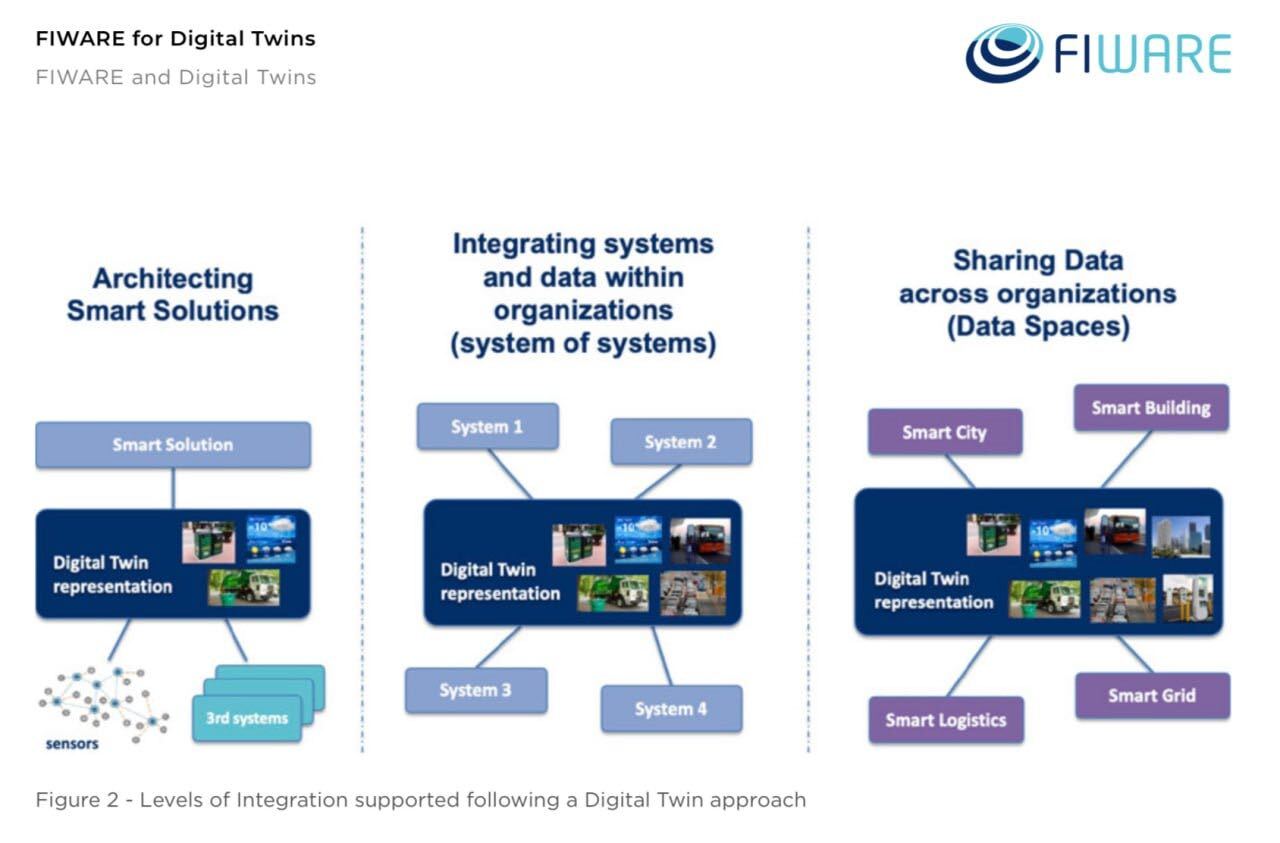 FIWARE for Digital Twins
FIWARE and Digital Twins
FIWARE
Architecting
Smart Solutions
Smart Solution
Digital Twin
representation
-10°
sensors
3rd systems
Integrating systems
and data within
organizations
(system of systems)
System 1
System 2
Digital Twin
representation
-10°
System 3
System 4
Sharing Data
across organizations
(Data Spaces)
Smart City
Smart Building
Digital Twin
representation
-10°
Smart Logistics
Smart Grid
Figure 2 - Levels of Integration supported following a Digital Twin approach